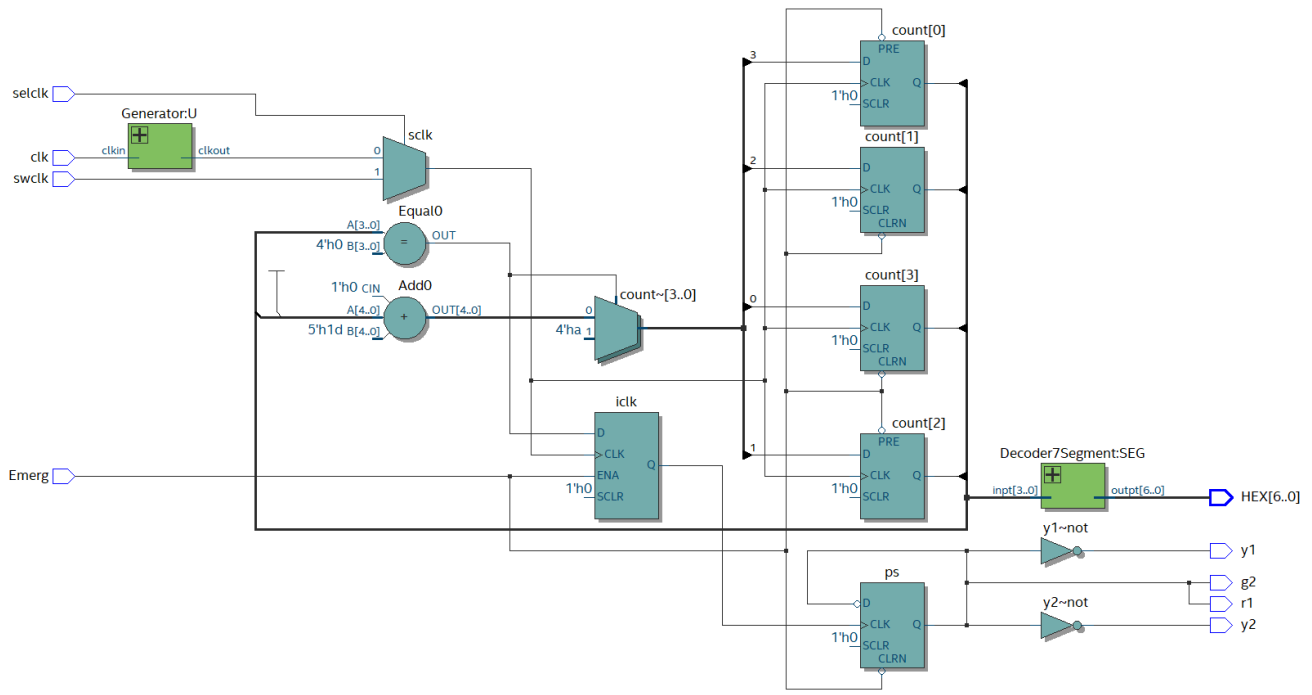 count[0]
3
PRE
D
CLK
Q
1'h0
SCLR
selclk
Generator:U
clkin
clkout
clk
swclk
sclk
0
1
count[1]
2
D
CLK
Q
1'h0
SCLR
CLRN
Equal0
A[3..0]
4'h0 B[3..0]
=
OUT
1'h0 CIN
Add0
A[4..0]
5'h1d B[4..0]
+
OUT[4..0]
count~[3..0]
0
4'ha 1
count[3]
0
D
CLK
Q
1'h0
SCLR
CLRN
iclk
D
CLK
ENA
Q
1'h0
SCLR
Emerg
count[2]
PRE
1
D
CLK
Q
1'h0
SCLR
Decoder7Segment:SEG
inpt[3..0]
outpt[6..0]
HEX[6..0]
y1~not
y1
ps
D
CLK
Q
1'h0
SCLR
CLRN
g2
r1
y2~not
y2